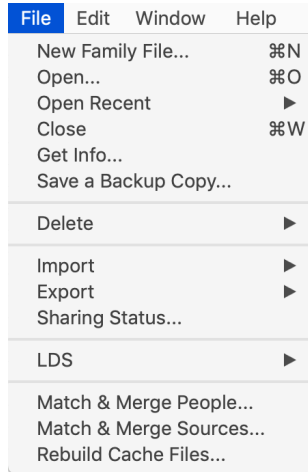 File Edit Window Help
New Family File... ⌘N
Open... ⌘O
Open Recent ▶
Close ⌘W
Get Info...
Save a Backup Copy...
Delete ▶
Import ▶
Export ▶
Sharing Status...
LDS ▶
Match & Merge People...
Match & Merge Sources...
Rebuild Cache Files...